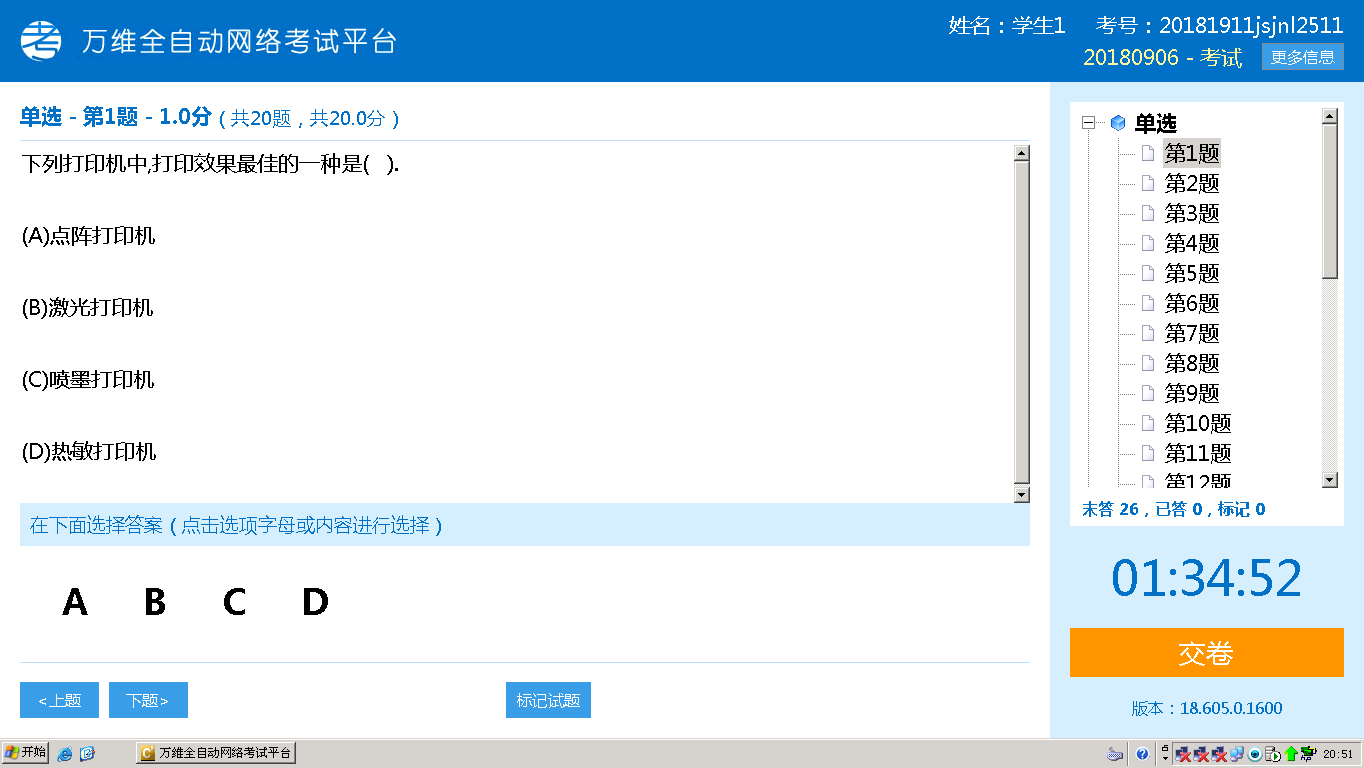 万维全自动网络考试平台
姓名：学生1 考号：20181911jsjnl2511
20180906 - 考试 更多信息
单选 - 第1题 - 1.0分 ( 共20题，共20.0分 )
下列打印机中,打印效果最佳的一种是( ).
(A)点阵打印机
(B)激光打印机
(C)喷墨打印机
(D)热敏打印机
在下面选择答案 ( 点击选项字母或内容进行选择 )
A B C D
<上题 下题> 标记试题
单选
第1题
第2题
第3题
第4题
第5题
第6题
第7题
第8题
第9题
第10题
第11题
第12题
未答 26，已答 0，标记 0
01:34:52
交卷
版本：18.605.0.1600
开始 万维全自动网络考试平台 20:51